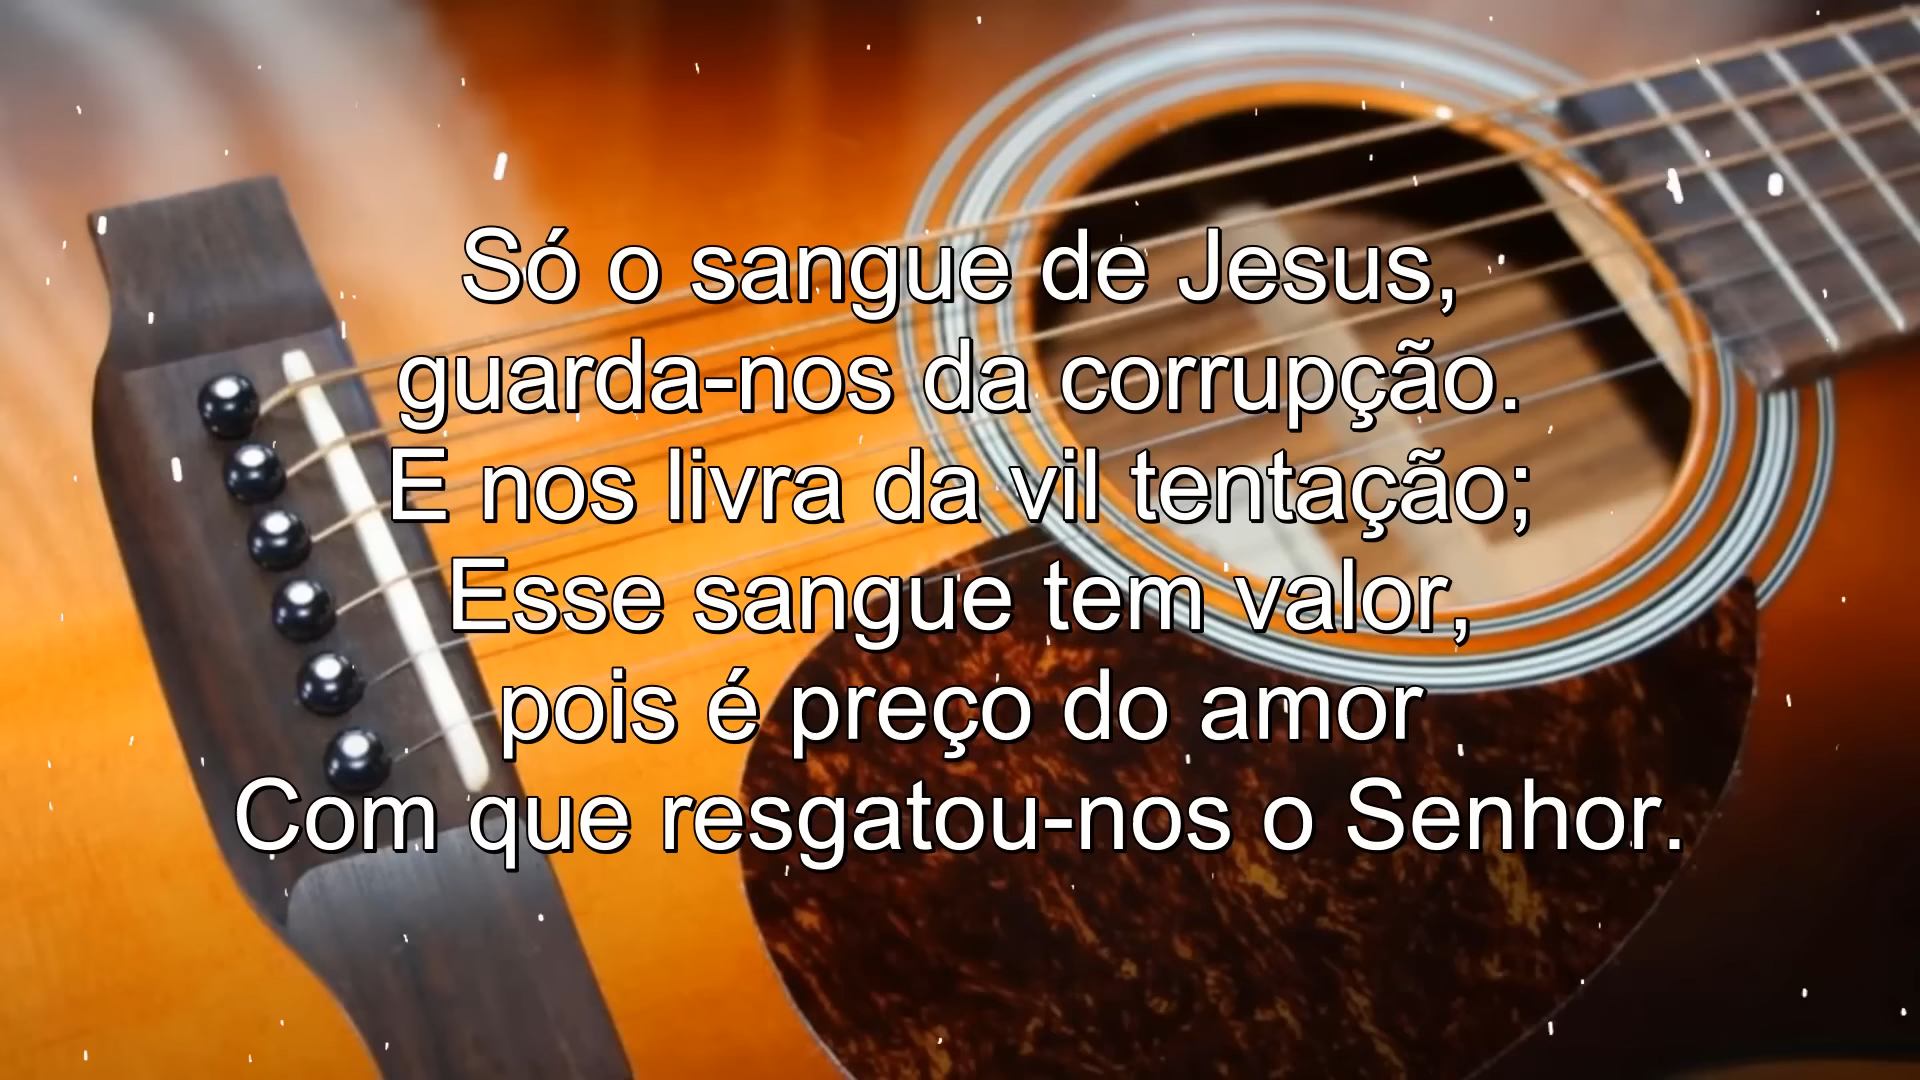 Só o sangue de Jesus,
guarda-nos da corrupção.
E nos livra da vil tentação;
Esse sangue tem valor,
pois é preço do amor
Com que resgatou-nos o Senhor.